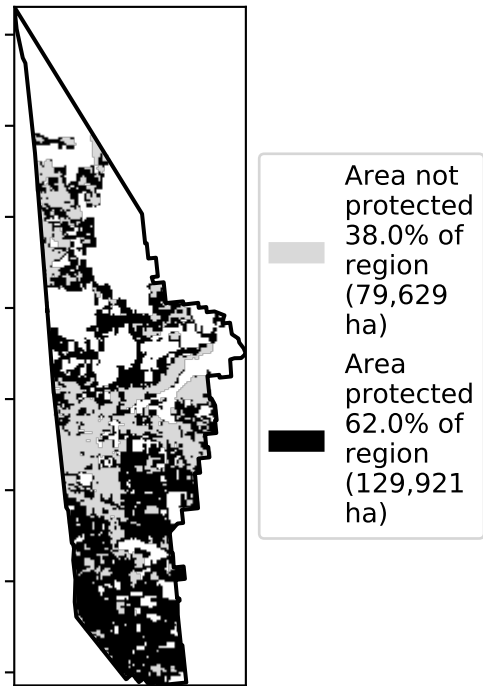 Area not
protected
38.0% of
region
(79,629
ha)
Area
protected
62.0% of
region
(129,921
ha)